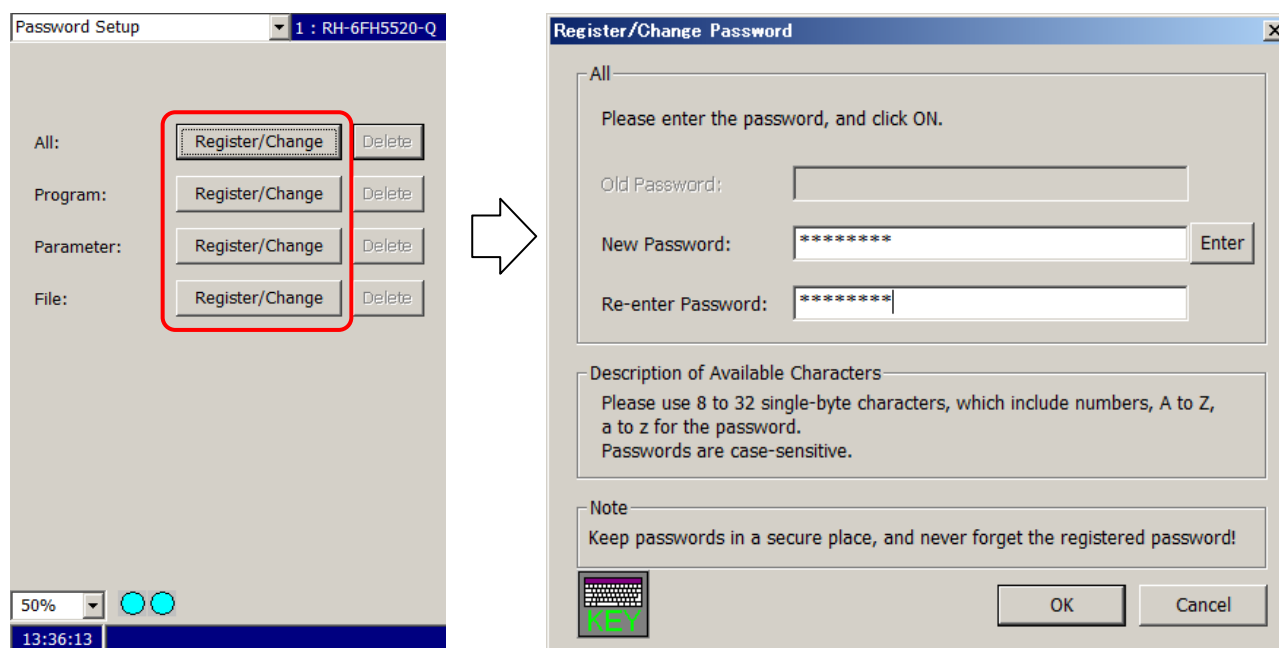 Password Setup
1 : RH-6FH5520-Q
All:
Register/Change
Delete
Program:
Register/Change
Delete
Parameter:
Register/Change
Delete
File:
Register/Change
Delete
50%
13:36:13
Register/Change Password
All
Please enter the password, and click ON.
Old Password:
New Password:
********
Enter
Re-enter Password:
********
Description of Available Characters
Please use 8 to 32 single-byte characters, which include numbers, A to Z,
a to z for the password.
Passwords are case-sensitive.
Note
Keep passwords in a secure place, and never forget the registered password!
KEY
OK
Cancel